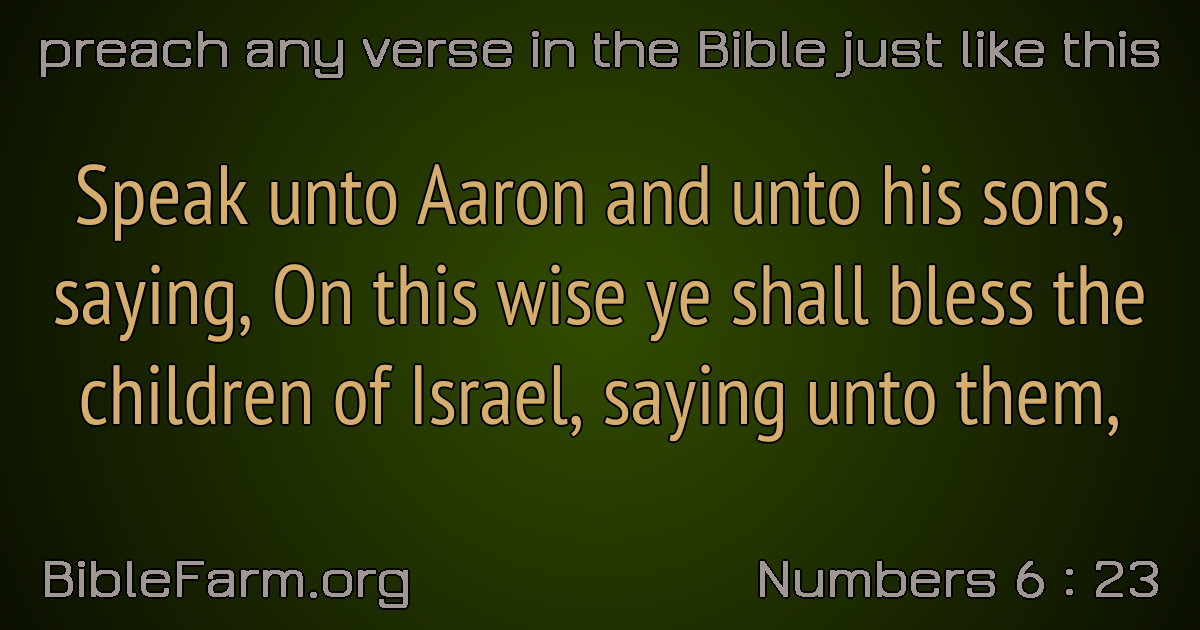 preach any verse in the Bible just like this
Speak unto Aaron and unto his sons,
saying, On this wise ye shall bless the
children of Israel, saying unto them,
BibleFarm.org
Numbers 6 : 23